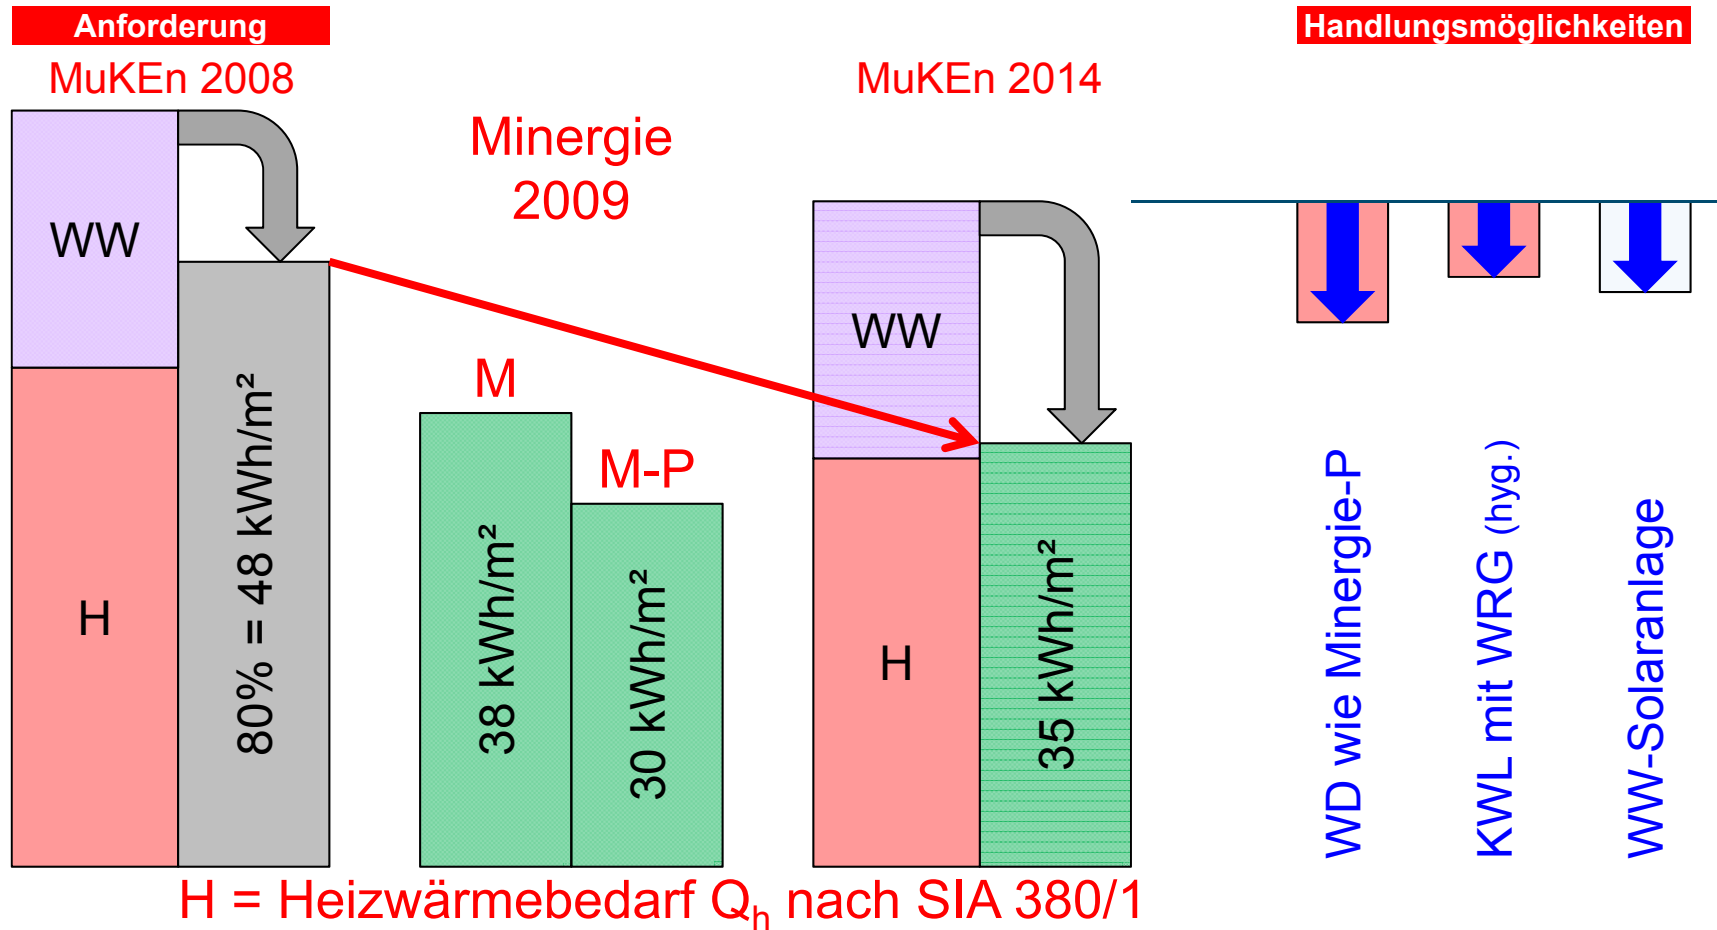 Anforderung
Handlungsmöglichkeiten
MuKEn 2008
MuKEn 2014
Minergie
2009
WW
H
80% = 48 kWh/m²
M
38 kWh/m²
M-P
30 kWh/m²
WW
H
35 kWh/m²
WD wie Minergie-P
KWL mit WRG (hyg.)
WW-Solaranlage
H = Heizwärmebedarf Qh nach SIA 380/1